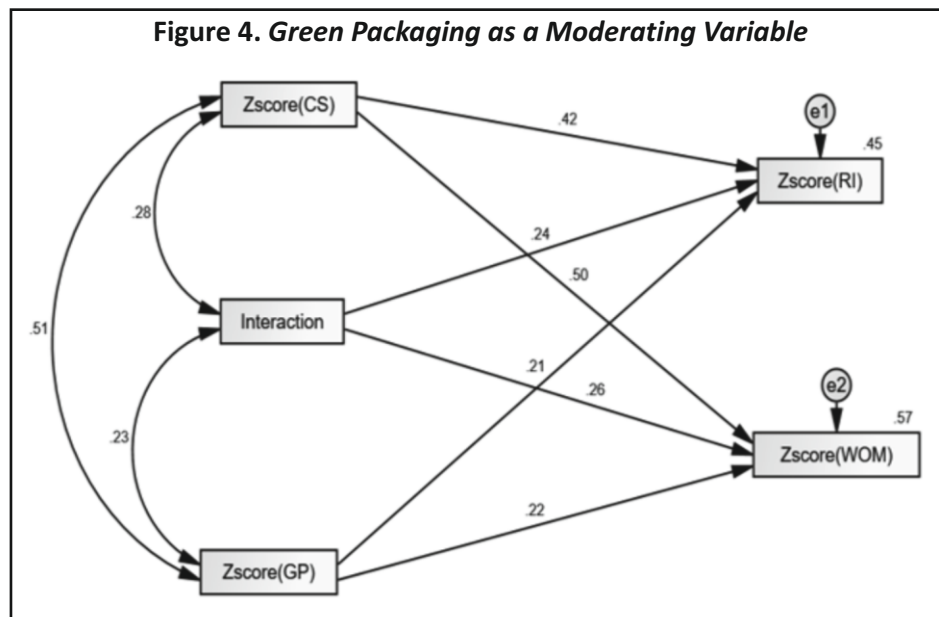 Figure 4. Green Packaging as a Moderating Variable
Zscore(CS)
.42
e1
.45
Zscore(RI)
.28
.24
.50
Interaction
.51
.21
.26
e2
.57
.23
Zscore(WOM)
.22
Zscore(GP)